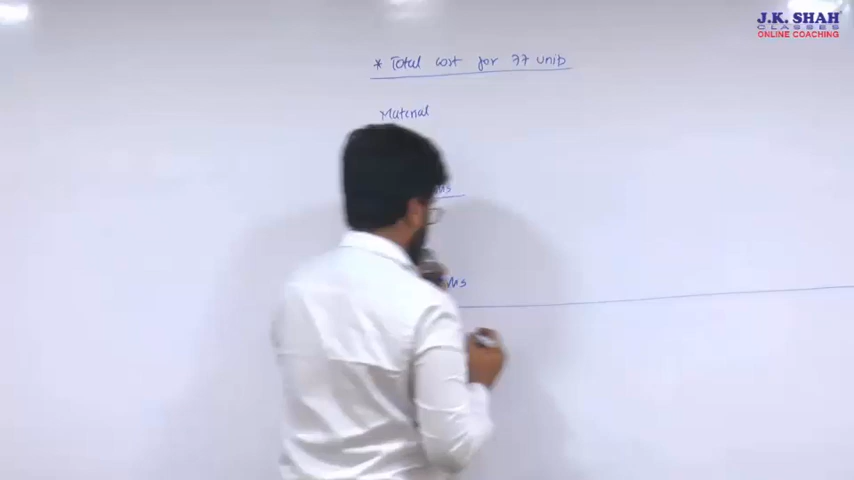 J.K. SHAH
CLASSES
ONLINE COACHING
* Total cost for 77 units
Material